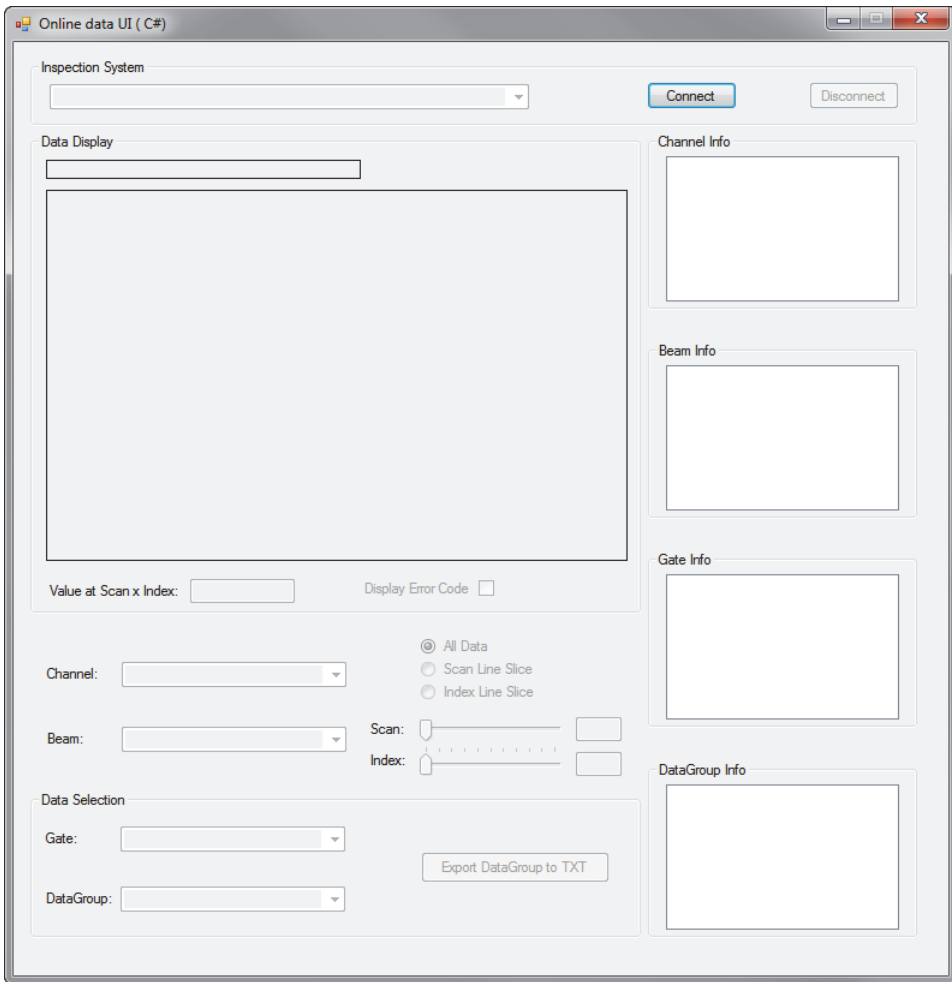 Online data UI ( C#)
Inspection System
Connect
Disconnect
Data Display
Channel Info
Beam Info
Value at Scan x Index:
Display Error Code
Gate Info
All Data
Channel:
Scan Line Slice
Index Line Slice
Scan:
Beam:
Index:
DataGroup Info
Data Selection
Gate:
Export DataGroup to TXT
DataGroup: